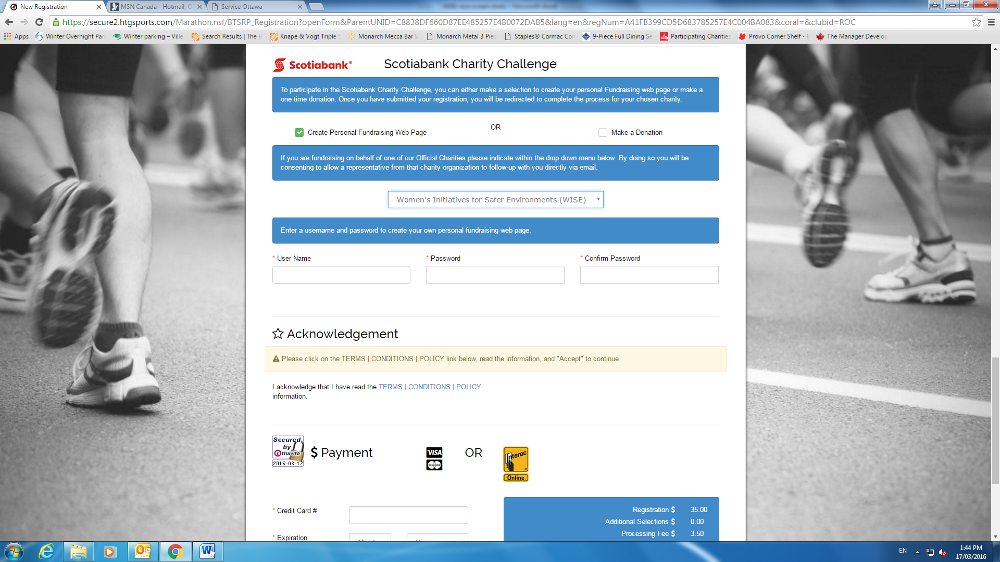 New Registration
MSN Canada - Hotmail, O
Service Ottawa
https://secure2.htgsports.com/Marathon.nsf/BTSRP_Registration?openForm&ParentUNID=C8838DF660D87EE485257E4B0072DAB5&lang=en&regNum=A41FB399CD5D683785257E4C004BA083&coral=&clubid=ROC
Apps
Winter Overnight Par
Winter parking – Ville
Search Results | The H
Knape & Vogt Triple S
Monarch Mecca Bar S
Monarch Metal 3 Piec
Staples® Cormac Con
9-Piece Full Dining Se
Participating Charities
Provo Corner Shelf - E
The Manager Develop
Scotiabank®
Scotiabank Charity Challenge
To participate in the Scotiabank Charity Challenge, you can either make a selection to create your personal Fundraising web page or make a
one time donation. Once you have submitted your registration, you will be redirected to complete the process for your chosen charity.
Create Personal Fundraising Web Page
OR
Make a Donation
If you are fundraising on behalf of one of our Official Charities please indicate within the drop down menu below. By doing so you will be
consenting to allow a representative from that charity organization to follow-up with you directly via email.
Women's Initiatives for Safer Environments (WISE)
Enter a username and password to create your own personal fundraising web page.
* User Name
* Password
* Confirm Password
Acknowledgement
Please click on the TERMS | CONDITIONS | POLICY link below, read the information, and "Accept" to continue
I acknowledge that I have read the TERMS | CONDITIONS | POLICY
information.
Secured
by
thawte
2016-03-17
$ Payment
VISA
MasterCard
OR
Interac
Online
* Credit Card #
Registration $ 35.00
Additional Selections $ 0.00
Processing Fee $ 3.50
* Expiration
EN
1:44 PM
17/03/2016